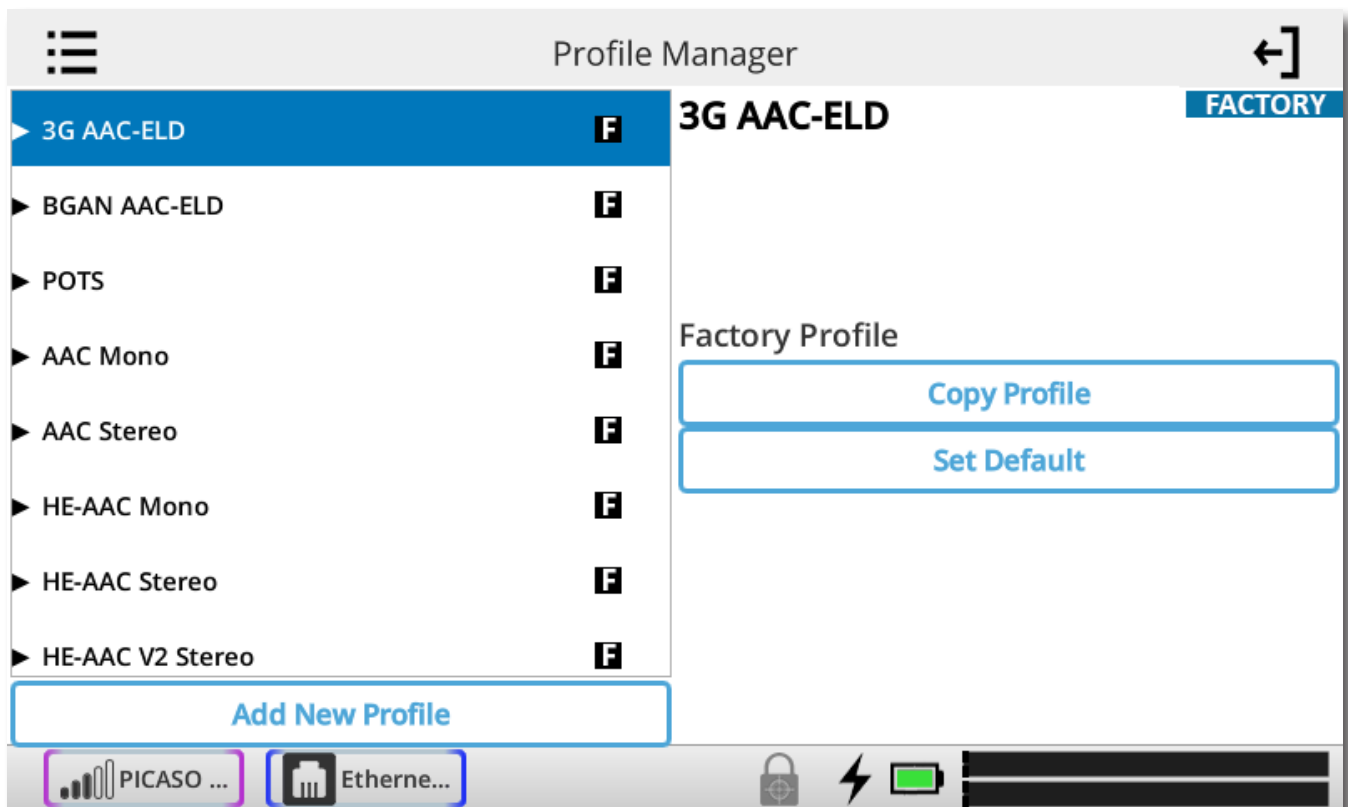 Profile Manager
3G AAC-ELD F
BGAN AAC-ELD F
POTS F
AAC Mono F
AAC Stereo F
HE-AAC Mono F
HE-AAC Stereo F
HE-AAC V2 Stereo F
Add New Profile
3G AAC-ELD
FACTORY
Factory Profile
Copy Profile
Set Default
PICASO ...
Etherne...